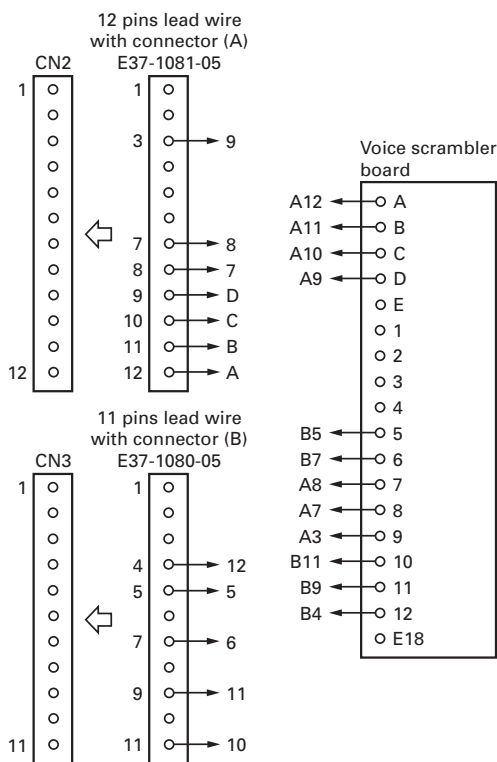 12 pins lead wire
with connector (A)
CN2 E37-1081-05
1 1
3 9
7 8
8 7
9 D
10 C
11 B
12 12 A
11 pins lead wire
with connector (B)
CN3 E37-1080-05
1 1
4 12
5 5
7 6
9 11
11 11 10
Voice scrambler
board
A12 A
A11 B
A10 C
A9 D
E
1
2
3
4
B5 5
B7 6
A8 7
A7 8
A3 9
B11 10
B9 11
B4 12
E18